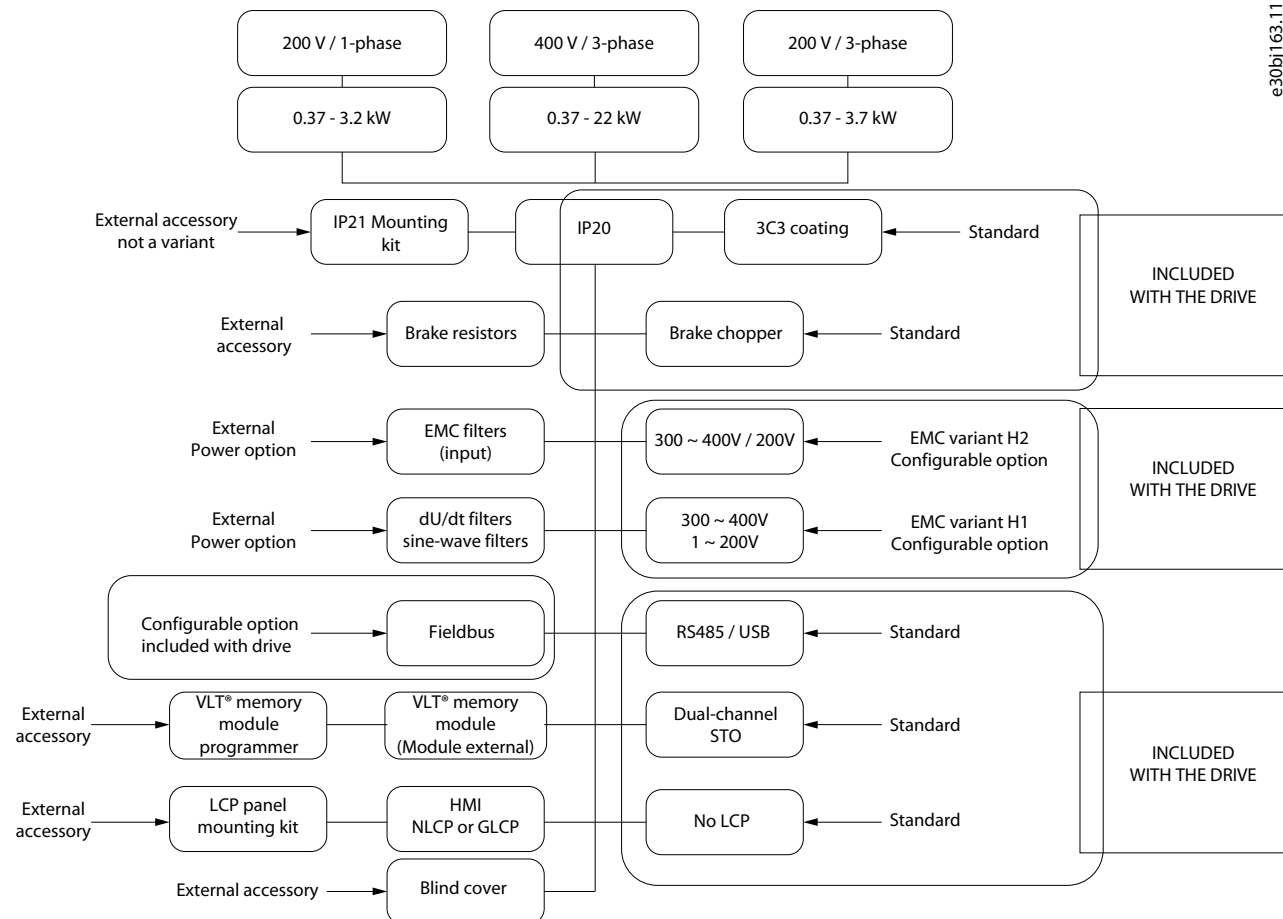 e30bj163.11
200 V / 1-phase
400 V / 3-phase
200 V / 3-phase
0.37 - 3.2 kW
0.37 - 22 kW
0.37 - 3.7 kW
External accessory
not a variant
IP21 Mounting
kit
IP20
3C3 coating
Standard
INCLUDED
WITH THE DRIVE
External
accessory
Brake resistors
Brake chopper
Standard
External
Power option
EMC filters
(input)
300 ~ 400V / 200V
EMC variant H2
Configurable option
INCLUDED
WITH THE DRIVE
External
Power option
dU/dt filters
sine-wave filters
300 ~ 400V
1 ~ 200V
EMC variant H1
Configurable option
Configurable option
included with drive
Fieldbus
RS485 / USB
Standard
External
accessory
VLT® memory
module
programmer
VLT® memory
module
(Module external)
Dual-channel
STO
Standard
INCLUDED
WITH THE DRIVE
External
accessory
LCP panel
mounting kit
HMI
NLCP or GLCP
No LCP
Standard
External accessory
Blind cover